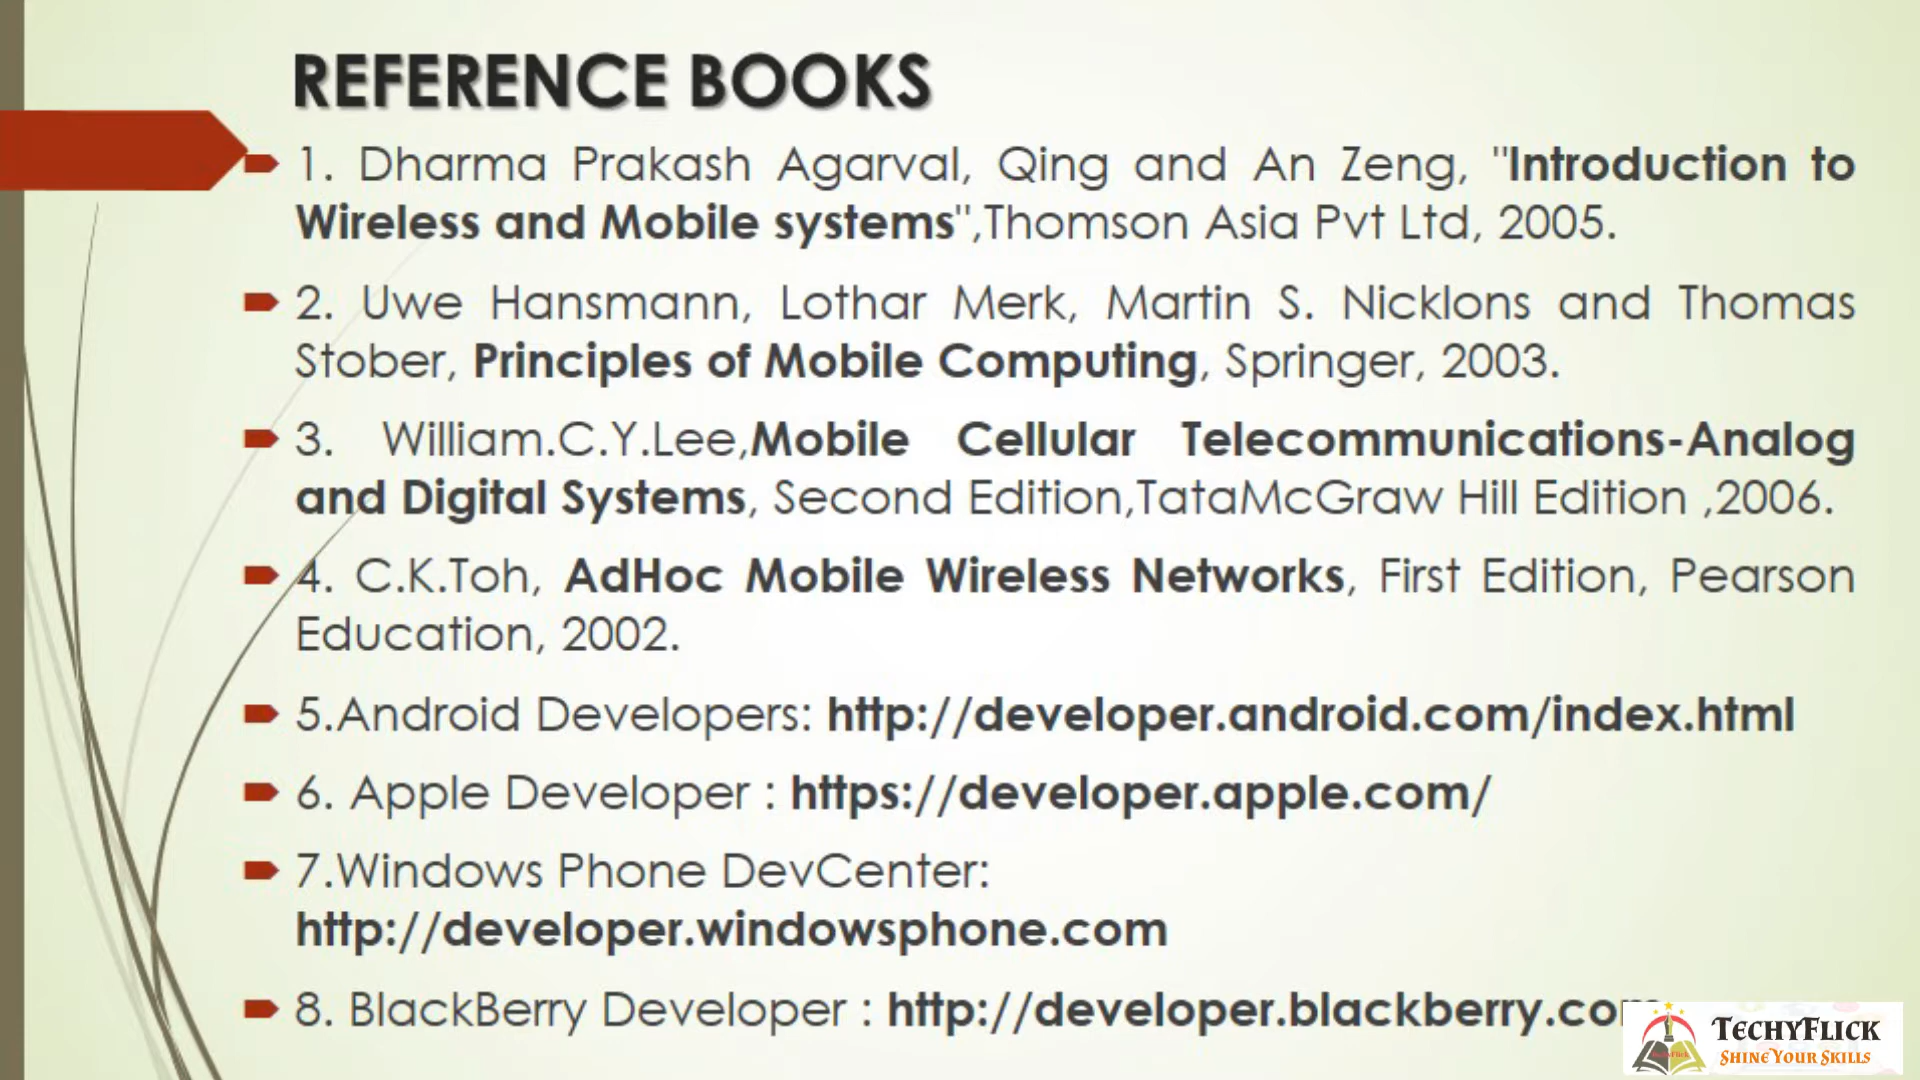 REFERENCE BOOKS
1. Dharma Prakash Agarval, Qing and An Zeng, "Introduction to
Wireless and Mobile systems",Thomson Asia Pvt Ltd, 2005.
2. Uwe Hansmann, Lothar Merk, Martin S. Nicklons and Thomas
Stober, Principles of Mobile Computing, Springer, 2003.
3. William.C.Y.Lee,Mobile Cellular Telecommunications-Analog
and Digital Systems, Second Edition,TataMcGraw Hill Edition ,2006.
4. C.K.Toh, AdHoc Mobile Wireless Networks, First Edition, Pearson
Education, 2002.
5.Android Developers: http://developer.android.com/index.html
6. Apple Developer : https://developer.apple.com/
7.Windows Phone DevCenter:
http://developer.windowsphone.com
8. BlackBerry Developer : http://developer.blackberry.com
TECHYFLICK
SHINE YOUR SKILLS